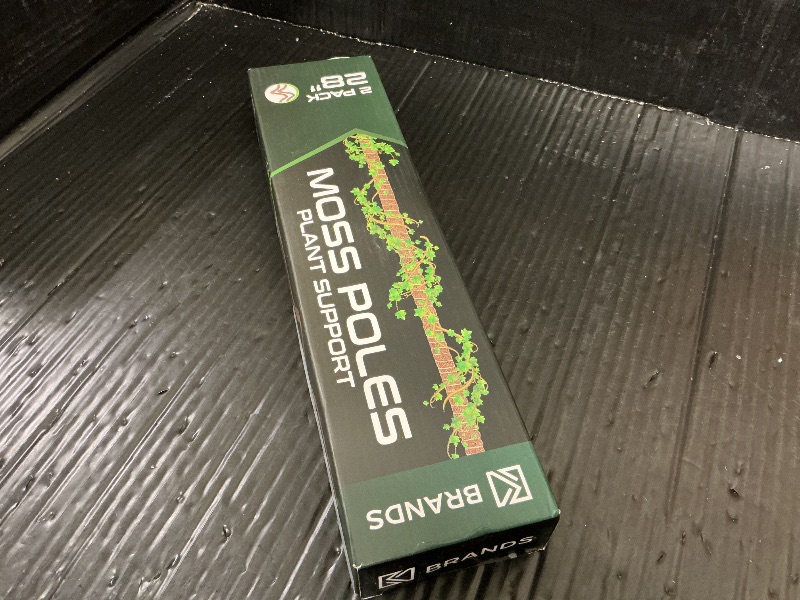 2 PACK
28"
MOSS POLES
PLANT SUPPORT
K BRANDS
K BRANDS